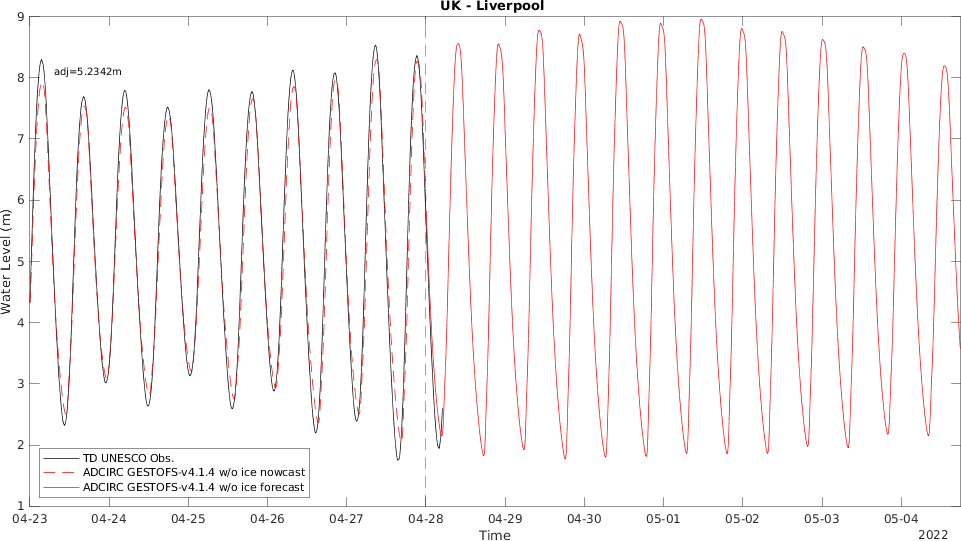 UK - Liverpool
9
8
7
6
5
4
3
2
1
Water Level (m)
adj=5.2342m
TD UNESCO Obs.
ADCIRC GESTOFS-v4.1.4 w/o ice nowcast
ADCIRC GESTOFS-v4.1.4 w/o ice forecast
04-23 04-24 04-25 04-26 04-27 04-28 04-29 04-30 05-01 05-02 05-03 05-04
Time
2022